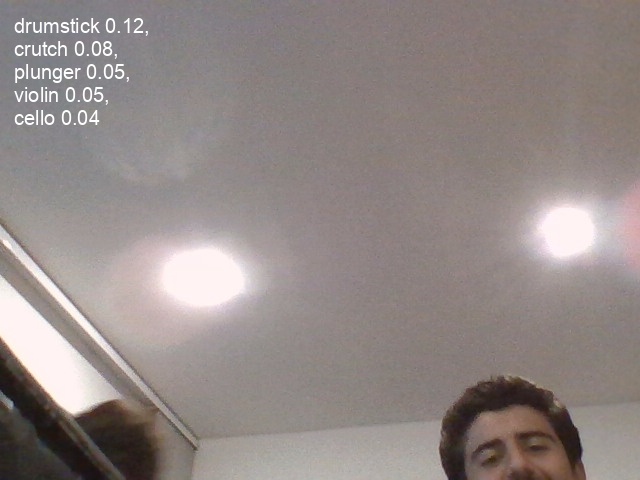 drumstick 0.12,
crutch 0.08,
plunger 0.05,
violin 0.05,
cello 0.04